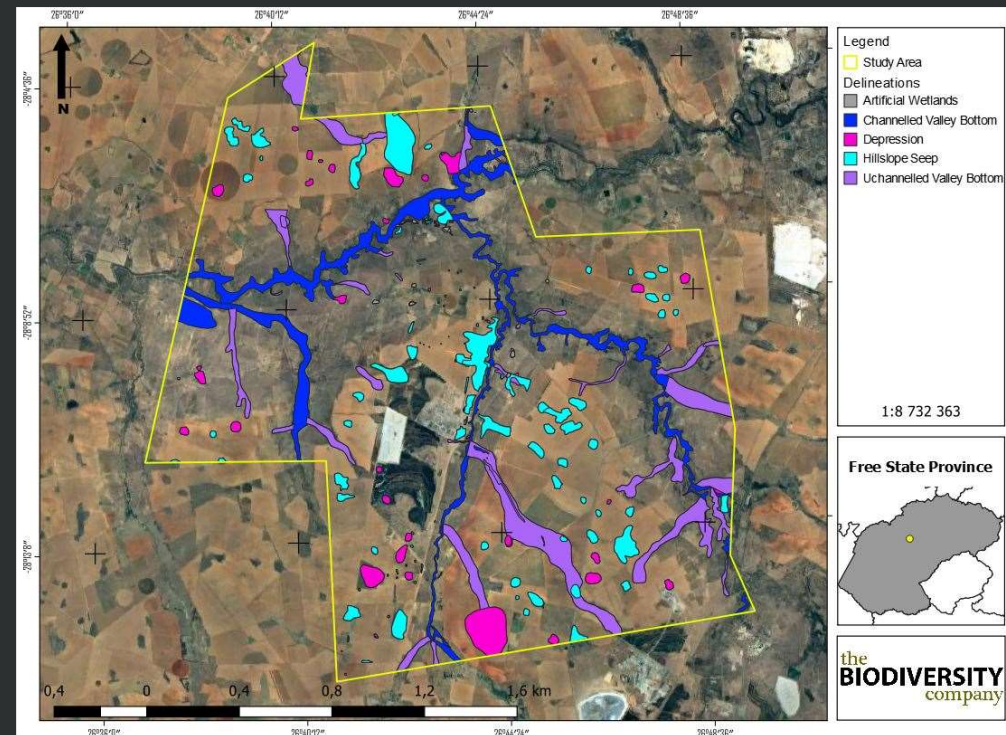 26°36'0" 26°40'12" 26°44'24" 26°48'36"
N
0,4 0 0,4 0,8 1,2 1,6 km
Legend
Study Area
Delineations
Artificial Wetlands
Channelled Valley Bottom
Depression
Hillslope Seep
Uchannelled Valley Bottom
1:8 732 363
Free State Province
the
BIODIVERSITY
company